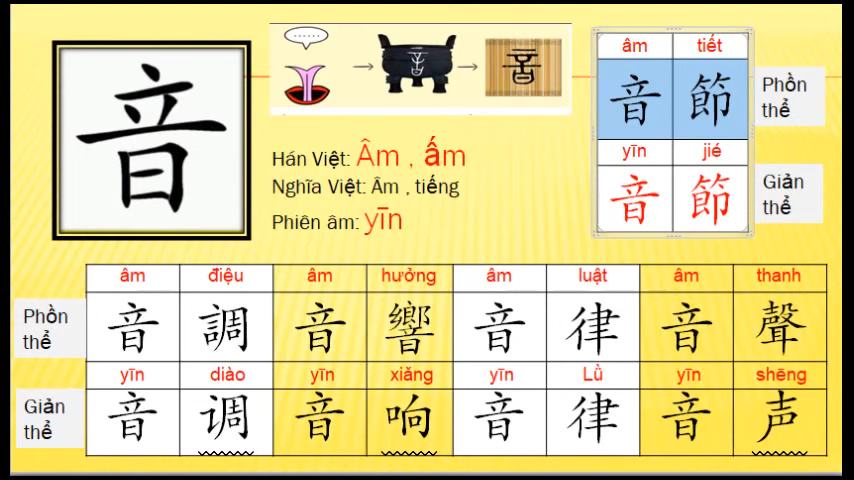 音
音
Hán Việt: Âm , ấm
Nghĩa Việt: Âm , tiếng
Phiên âm: yīn
âm tiết
音 節
Phồn thể
yīn jié
音 節
Giản thể
âm điệu âm hưởng âm luật âm thanh
Phồn thể
音 調 音 響 音 律 音 聲
yīn diào yīn xiǎng yīn Lǜ yīn shēng
Giản thể
音 调 音 响 音 律 音 声